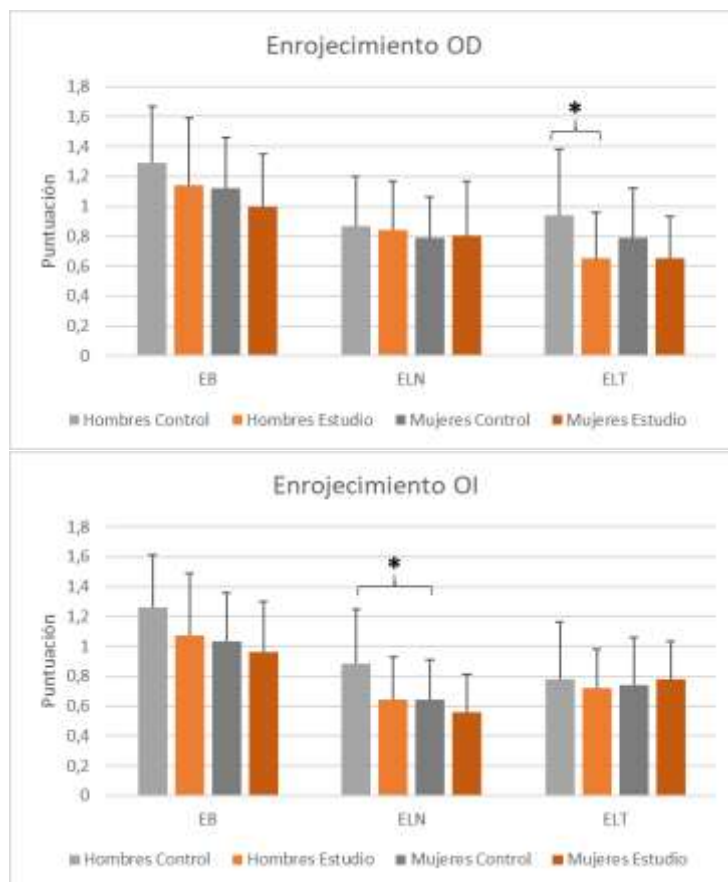 Enrojecimiento OD
Puntuación
1,8
1,6
1,4
1,2
1
0,8
0,6
0,4
0,2
0
*
EB ELN ELT
Hombres Control Hombres Estudio Mujeres Control Mujeres Estudio
Enrojecimiento OI
Puntuación
1,8
1,6
1,4
1,2
1
0,8
0,6
0,4
0,2
0
*
EB ELN ELT
Hombres Control Hombres Estudio Mujeres Control Mujeres Estudio